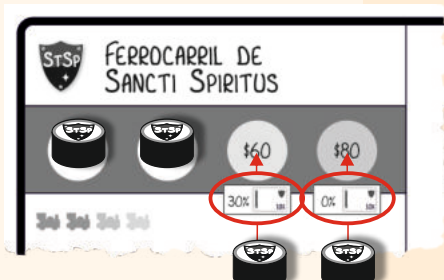 STSP
FERROCARRIL DE
SANCTI SPIRITUS
STSP
STSP
$60
$80
30%
10x
0%
10x
STSP
STSP